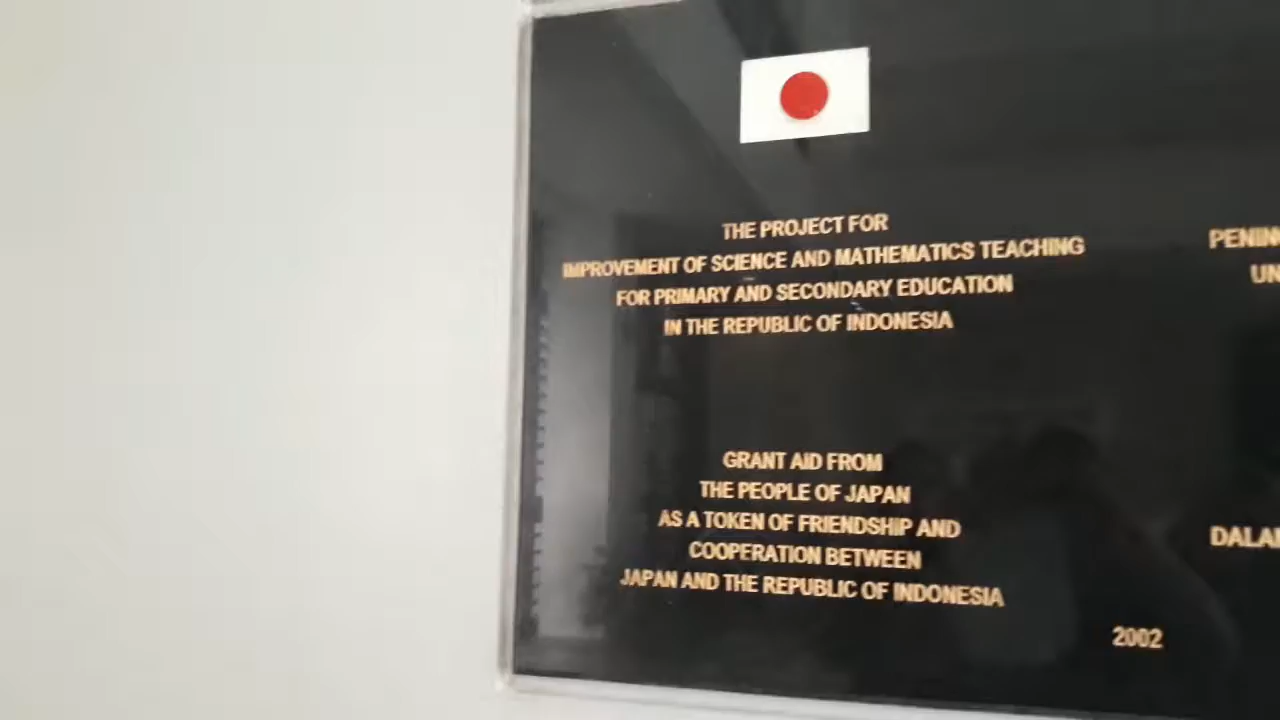 THE PROJECT FOR
IMPROVEMENT OF SCIENCE AND MATHEMATICS TEACHING
FOR PRIMARY AND SECONDARY EDUCATION
IN THE REPUBLIC OF INDONESIA
GRANT AID FROM
THE PEOPLE OF JAPAN
AS A TOKEN OF FRIENDSHIP AND
COOPERATION BETWEEN
JAPAN AND THE REPUBLIC OF INDONESIA
2002